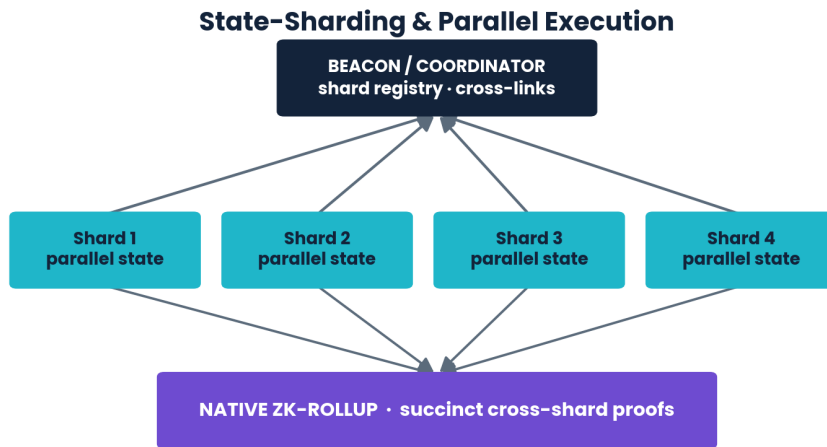 State-Sharding & Parallel Execution
BEACON / COORDINATOR
shard registry · cross-links
Shard 1
parallel state
Shard 2
parallel state
Shard 3
parallel state
Shard 4
parallel state
NATIVE ZK-ROLLUP · succinct cross-shard proofs